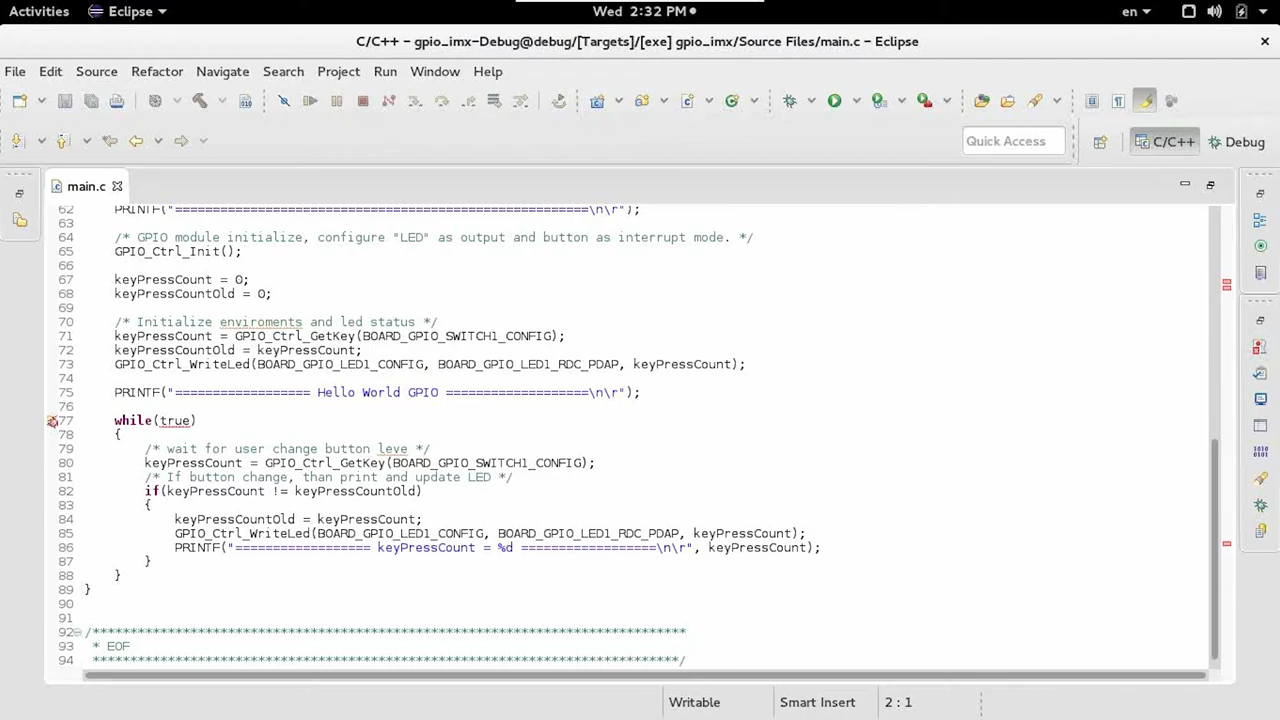 Activities Eclipse Wed 2:32 PM en
C/C++ – gpio_imx-Debug@debug/[Targets]/[exe] gpio_imx/Source Files/main.c – Eclipse
File Edit Source Refactor Navigate Search Project Run Window Help
Quick Access C/C++ Debug
main.c
62 PRINTF("=======================================================\n\r");
63
64 /* GPIO module initialize, configure "LED" as output and button as interrupt mode. */
65 GPIO_Ctrl_Init();
66
67 keyPressCount = 0;
68 keyPressCountOld = 0;
69
70 /* Initialize enviroments and led status */
71 keyPressCount = GPIO_Ctrl_GetKey(BOARD_GPIO_SWITCH1_CONFIG);
72 keyPressCountOld = keyPressCount;
73 GPIO_Ctrl_WriteLed(BOARD_GPIO_LED1_CONFIG, BOARD_GPIO_LED1_RDC_PDAP, keyPressCount);
74
75 PRINTF("================== Hello World GPIO ===================\n\r");
76
77 while(true)
78 {
79 /* wait for user change button leve */
80 keyPressCount = GPIO_Ctrl_GetKey(BOARD_GPIO_SWITCH1_CONFIG);
81 /* If button change, than print and update LED */
82 if(keyPressCount != keyPressCountOld)
83 {
84 keyPressCountOld = keyPressCount;
85 GPIO_Ctrl_WriteLed(BOARD_GPIO_LED1_CONFIG, BOARD_GPIO_LED1_RDC_PDAP, keyPressCount);
86 PRINTF("================== keyPressCount = %d ==================\n\r", keyPressCount);
87 }
88 }
89 }
90
91
92 /*******************************************************************************
93 * EOF
94 ******************************************************************************/
Writable Smart Insert 2 : 1